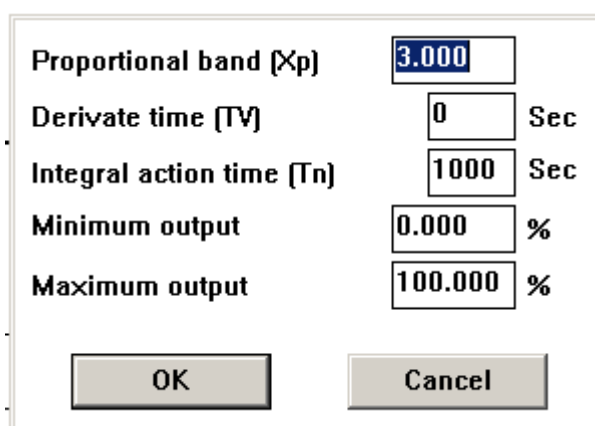 Proportional band (Xp) 3.000
Derivate time (TV) 0 Sec
Integral action time (Tn) 1000 Sec
Minimum output 0.000 %
Maximum output 100.000 %
OK Cancel